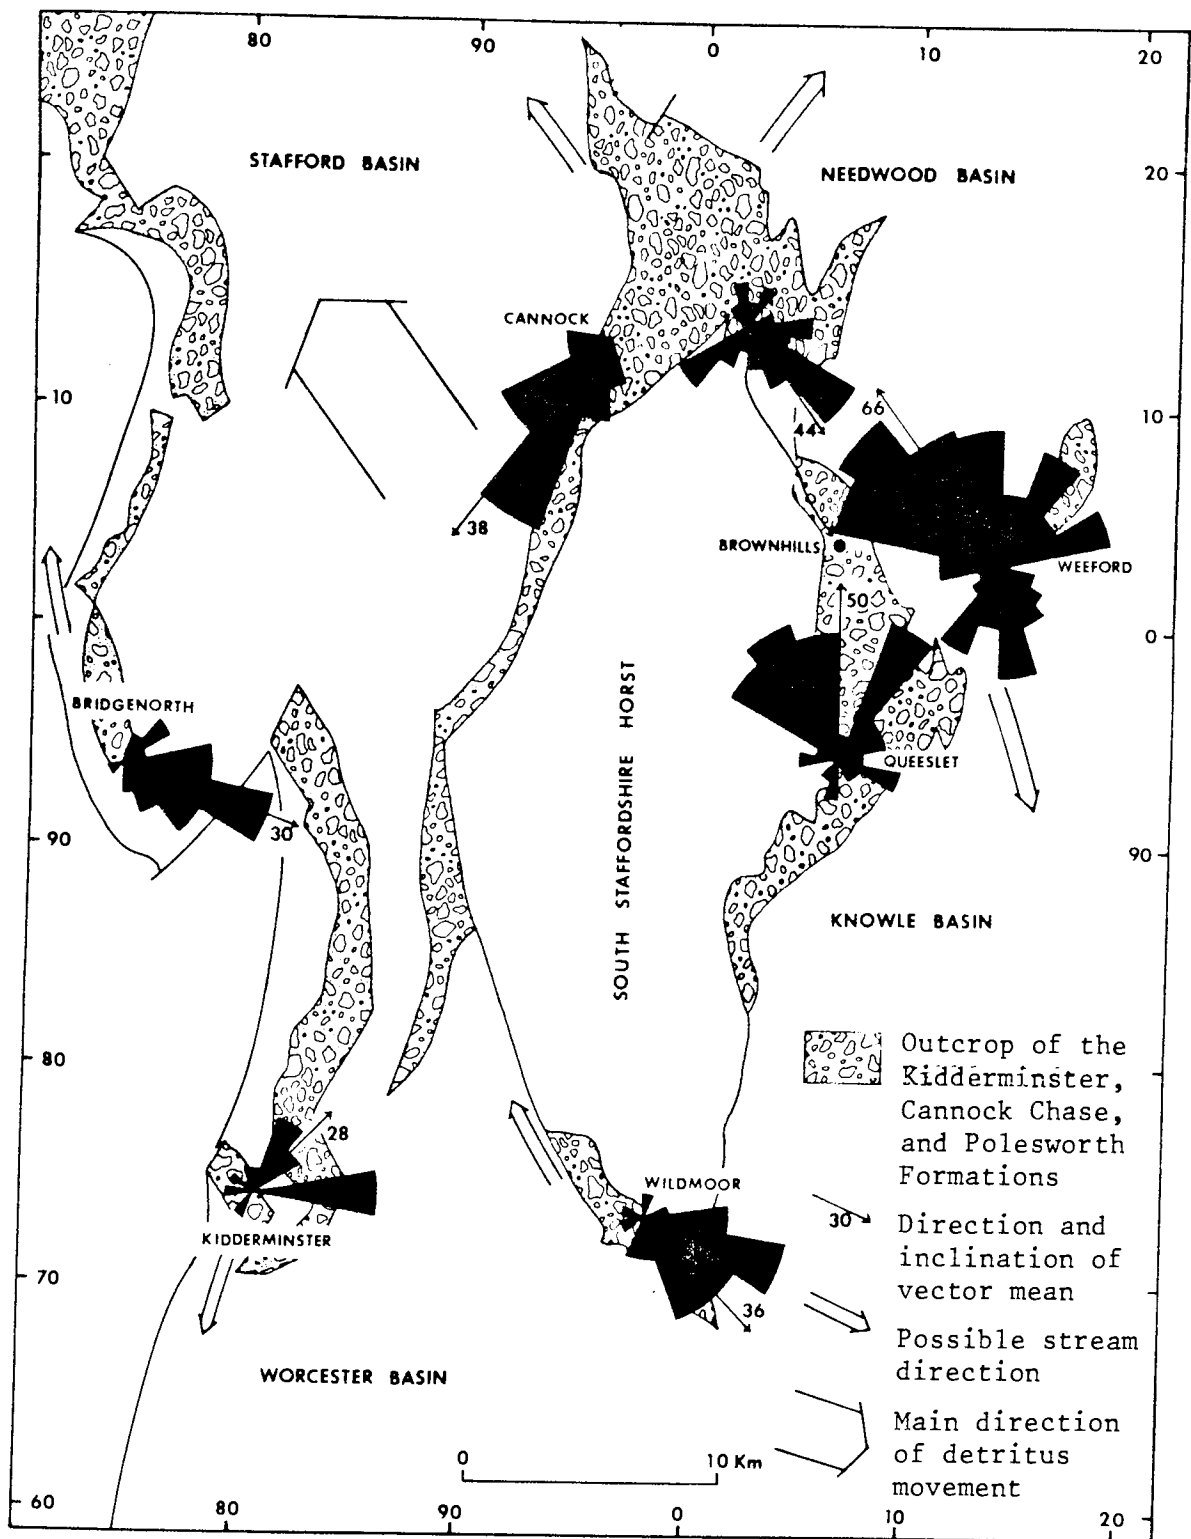 80
90
0
10
20
STAFFORD BASIN
NEEDWOOD BASIN
20
CANNOCK
10
66
10
44
38
BROWNHILLS
WEEFORD
50
0
BRIDGENORTH
SOUTH STAFFORDSHIRE HORST
QUEESLET
30
90
90
KNOWLE BASIN
80
Outcrop of the
Kidderminster,
Cannock Chase,
and Polesworth
Formations
28
WILDMOOR
30
Direction and
inclination of
vector mean
KIDDERMINSTER
70
36
Possible stream
direction
WORCESTER BASIN
Main direction
of detritus
movement
0
10 Km
60
80
90
0
10
20